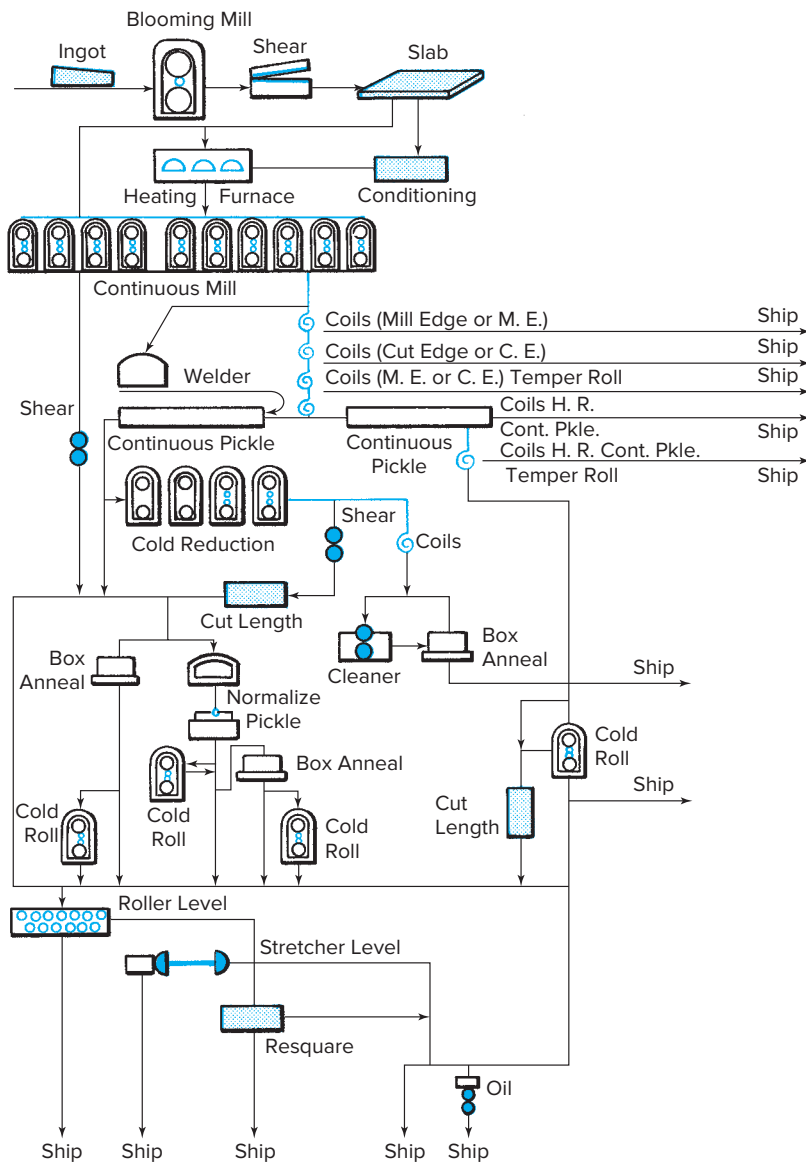 Blooming Mill
Ingot
Shear
Slab
Heating Furnace
Conditioning
Continuous Mill
Coils (Mill Edge or M. E.)
Ship
Coils (Cut Edge or C. E.)
Ship
Welder
Coils (M. E. or C. E.) Temper Roll
Ship
Shear
Continuous Pickle
Continuous
Pickle
Coils H. R.
Cont. Pkle.
Ship
Coils H. R. Cont. Pkle.
Temper Roll
Ship
Cold Reduction
Shear
Coils
Cut Length
Box
Anneal
Normalize
Pickle
Cleaner
Box
Anneal
Ship
Cold
Roll
Cold
Roll
Box Anneal
Cold
Roll
Cut
Length
Cold
Roll
Ship
Roller Level
Stretcher Level
Resquare
Oil
Ship
Ship
Ship
Ship
Ship